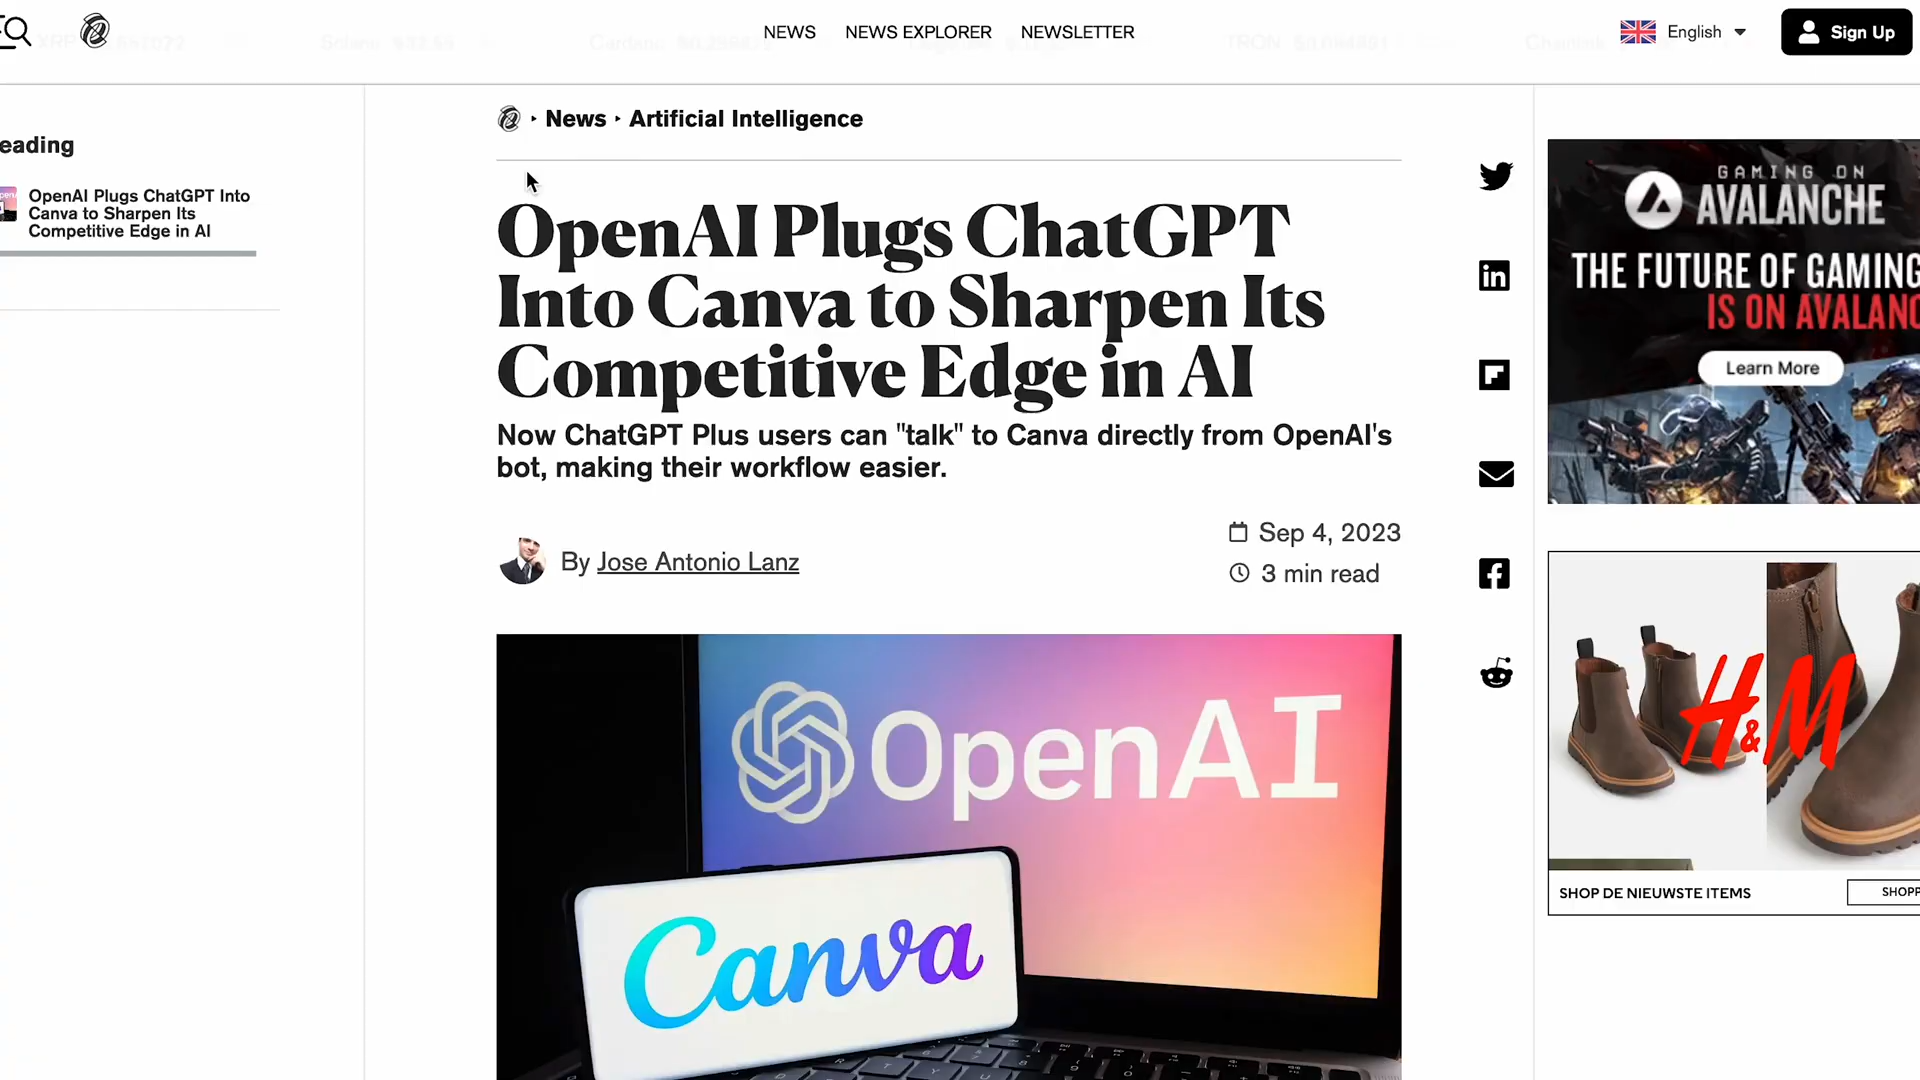 NEWS
NEWS EXPLORER
NEWSLETTER
English
Sign Up
eading
OpenAI Plugs ChatGPT Into
Canva to Sharpen Its
Competitive Edge in AI
News
Artificial Intelligence
OpenAI Plugs ChatGPT
Into Canva to Sharpen Its
Competitive Edge in AI
Now ChatGPT Plus users can "talk" to Canva directly from OpenAI's
bot, making their workflow easier.
By Jose Antonio Lanz
Sep 4, 2023
3 min read
OpenAI
Canva
GAMING ON
AVALANCHE
THE FUTURE OF GAMING
IS ON AVALANC
Learn More
H&M
SHOP DE NIEUWSTE ITEMS
SHOPP